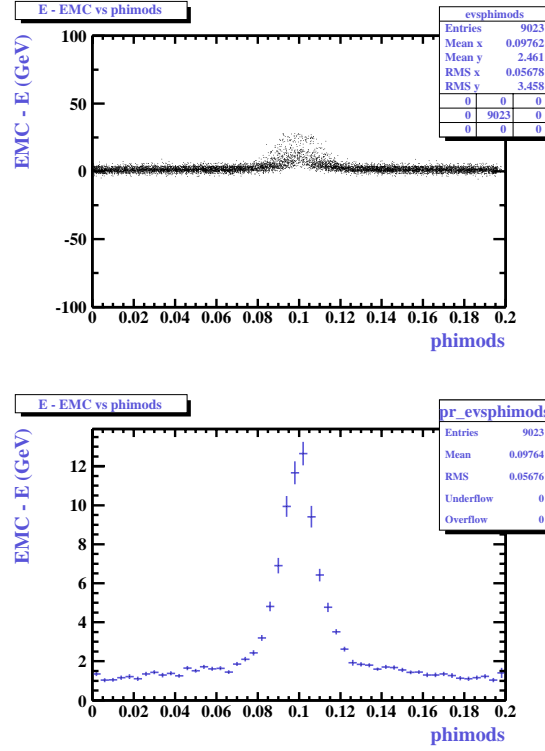 E - EMC vs phimods
evsphimods
Entries 9023
Mean x 0.09762
Mean y 2.461
RMS x 0.05678
RMS y 3.458
0 0 0
0 9023 0
0 0 0
EMC - E (GeV)
100
50
0
-50
-100
0 0.02 0.04 0.06 0.08 0.1 0.12 0.14 0.16 0.18 0.2
phimods
E - EMC vs phimods
pr_evsphimods
Entries 9023
Mean 0.09764
RMS 0.05676
Underflow 0
Overflow 0
EMC - E (GeV)
12
10
8
6
4
2
0
0 0.02 0.04 0.06 0.08 0.1 0.12 0.14 0.16 0.18 0.2
phimods